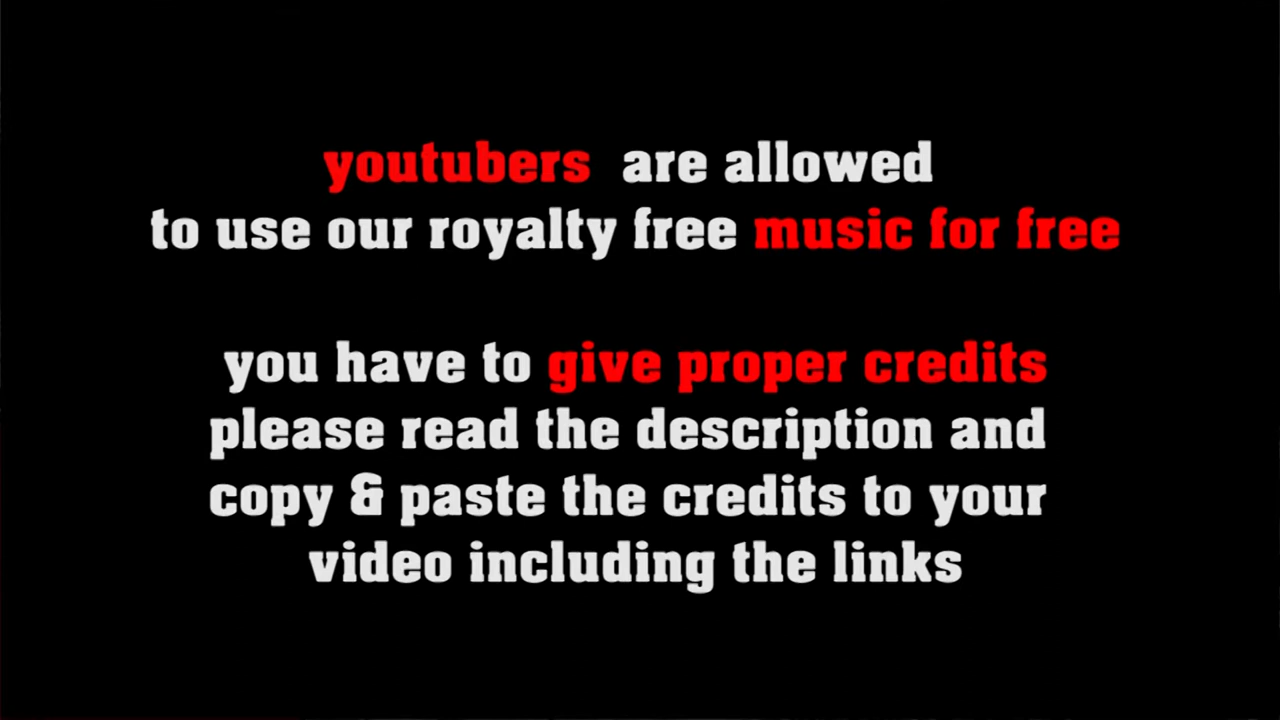 youtubers are allowed
to use our royalty free music for free
you have to give proper credits
please read the description and
copy & paste the credits to your
video including the links